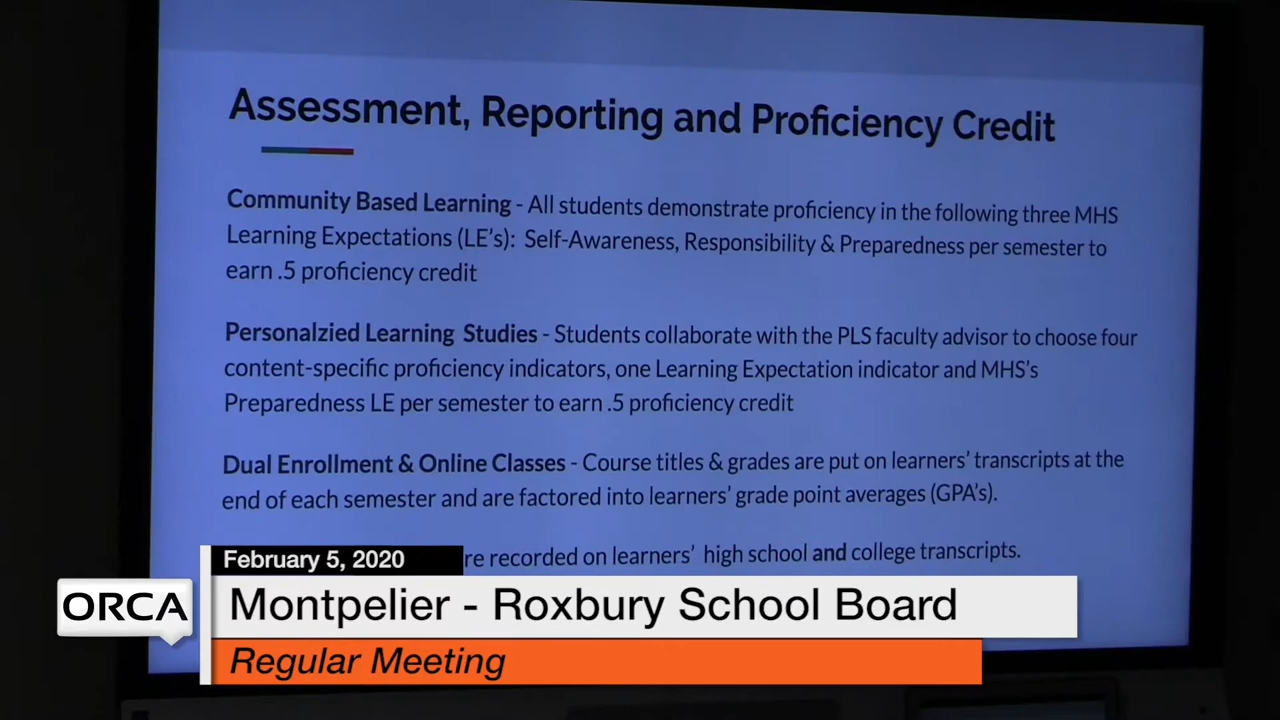 Assessment, Reporting and Proficiency Credit
Community Based Learning - All students demonstrate proficiency in the following three MHS
Learning Expectations (LE's): Self-Awareness, Responsibility & Preparedness per semester to
earn .5 proficiency credit
Personalzied Learning Studies - Students collaborate with the PLS faculty advisor to choose four
content-specific proficiency indicators, one Learning Expectation indicator and MHS's
Preparedness LE per semester to earn .5 proficiency credit
Dual Enrollment & Online Classes - Course titles & grades are put on learners' transcripts at the
end of each semester and are factored into learners' grade point averages (GPA's).
recorded on learners' high school and college transcripts.
February 5, 2020
ORCA
Montpelier - Roxbury School Board
Regular Meeting